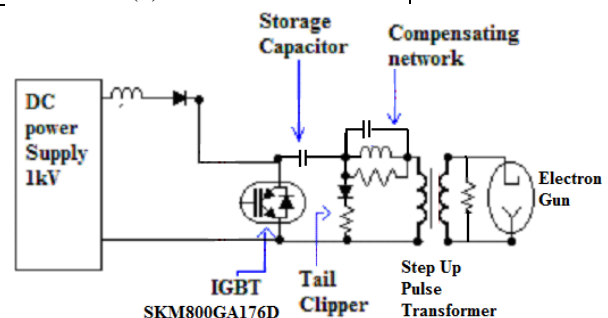 Storage
Capacitor
Compensating
network
DC
power
Supply
1kV
Electron
Gun
IGBT
SKM800GA176D
Tail
Clipper
Step Up
Pulse
Transformer